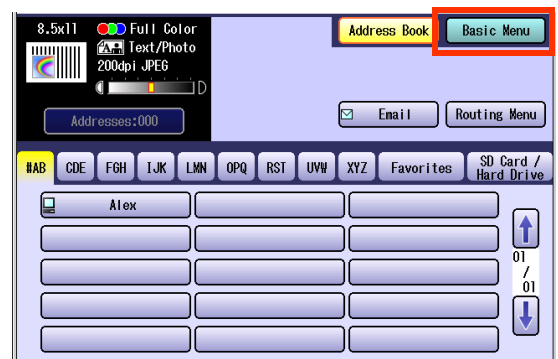 8.5x11 Full Color
A Text/Photo
200dpi JPEG
D
Addresses:000
Address Book Basic Menu
Email Routing Menu
#AB CDE FGH IJK LMN OPQ RST UVW XYZ Favorites SD Card /
Hard Drive
Alex
01
/
01